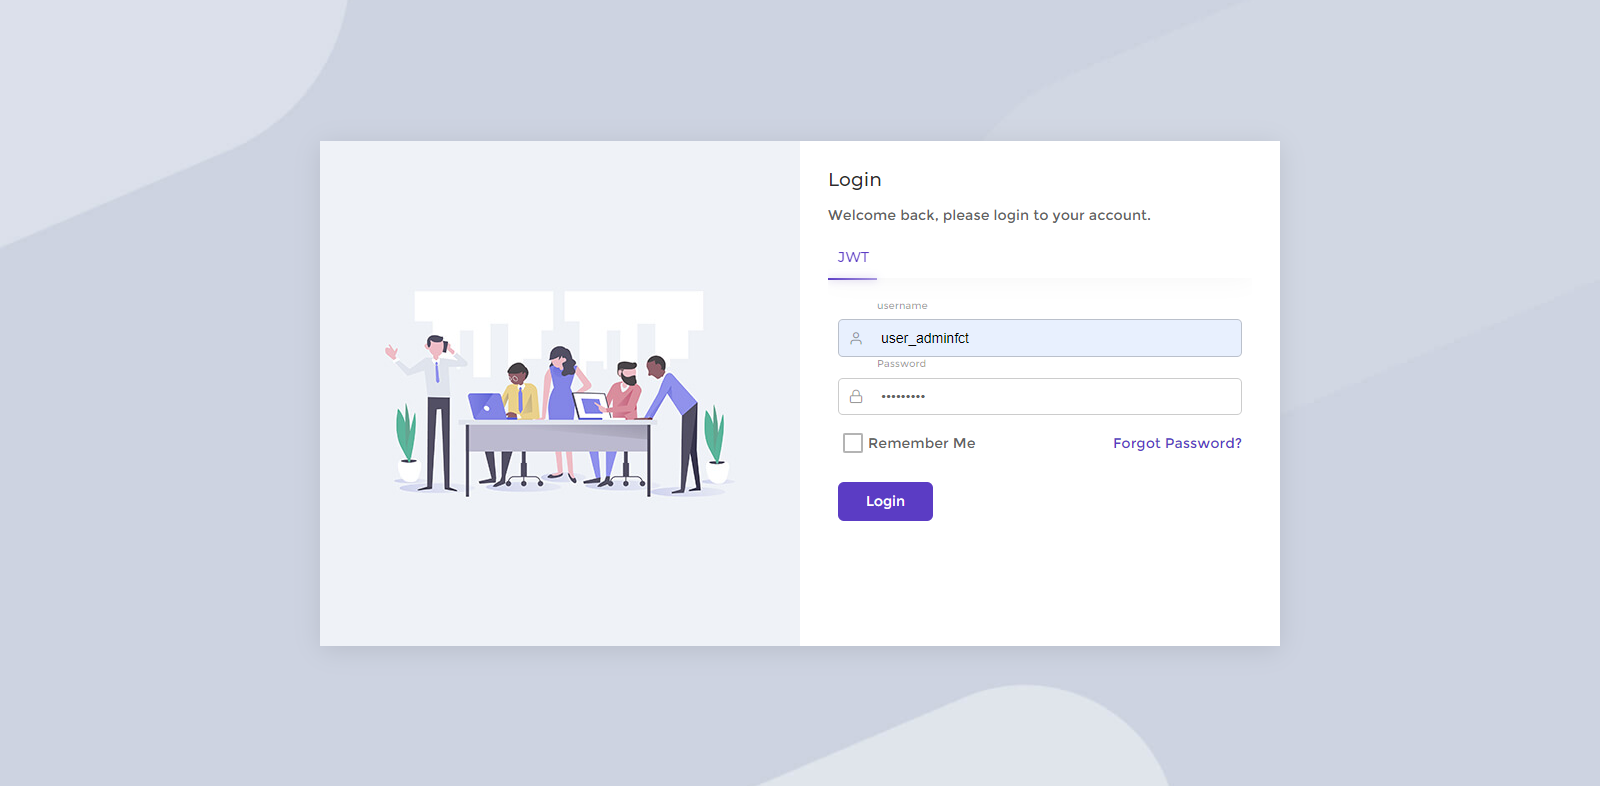 Login
Welcome back, please login to your account.
JWT
username
user_adminfct
Password
•••••••••
Remember Me
Forgot Password?
Login